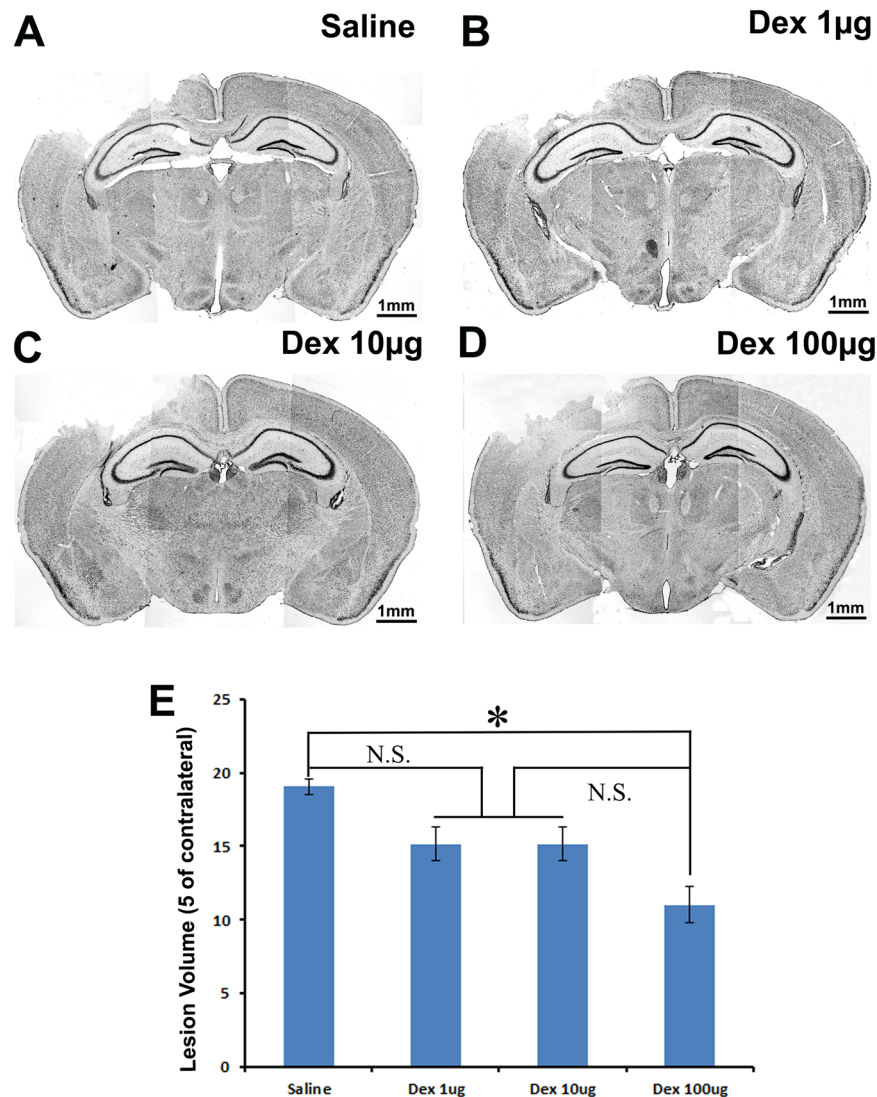 A
Saline
B
Dex 1µg
1mm
1mm
C
Dex 10µg
D
Dex 100µg
1mm
1mm
E
Lesion Volume (5 of contralateral)
25
20
15
10
5
0
*
N.S.
N.S.
Saline
Dex 1ug
Dex 10ug
Dex 100ug